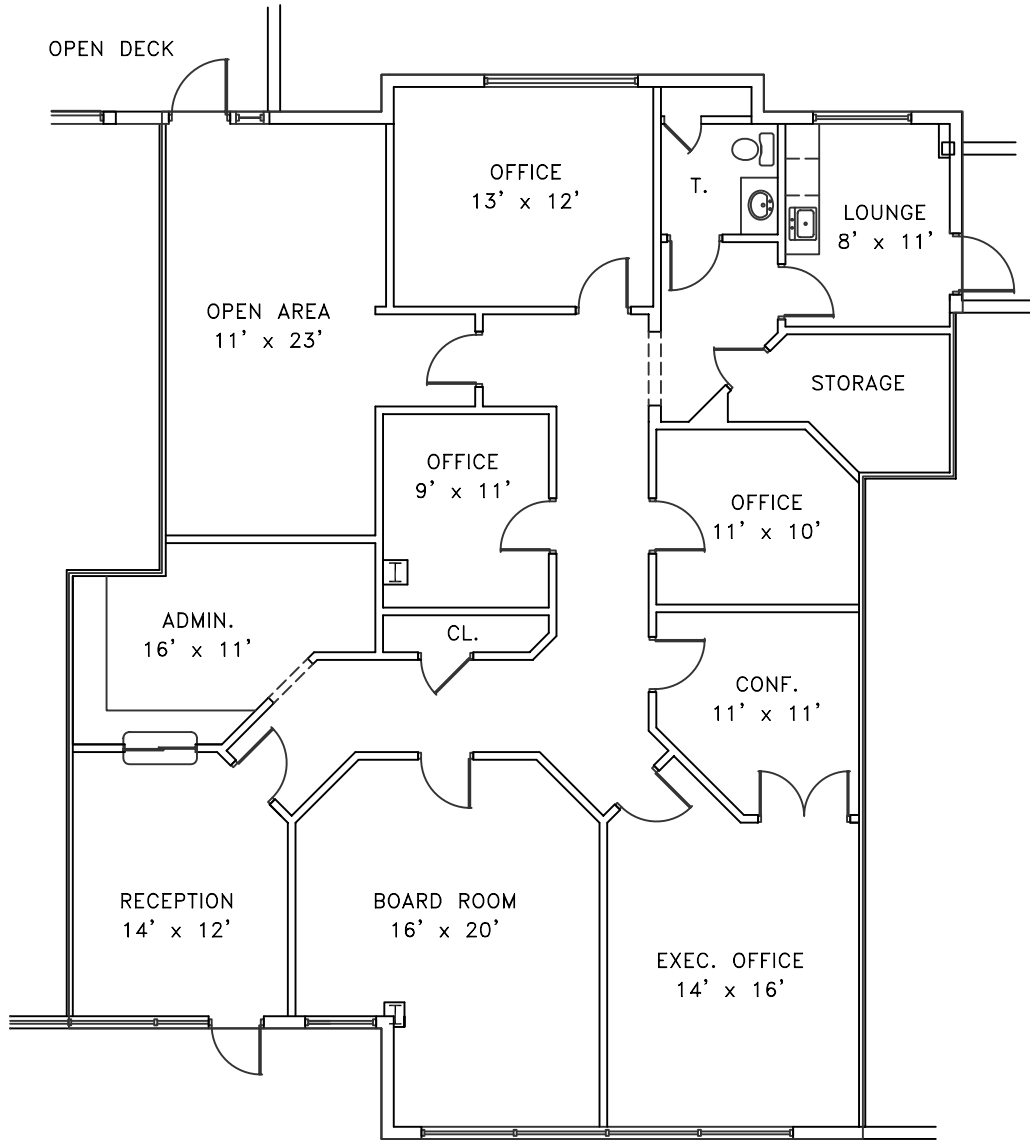 OPEN DECK
OFFICE
13' x 12'
T.
LOUNGE
8' x 11'
OPEN AREA
11' x 23'
STORAGE
OFFICE
9' x 11'
OFFICE
11' x 10'
ADMIN.
16' x 11'
CL.
CONF.
11' x 11'
RECEPTION
14' x 12'
BOARD ROOM
16' x 20'
EXEC. OFFICE
14' x 16'